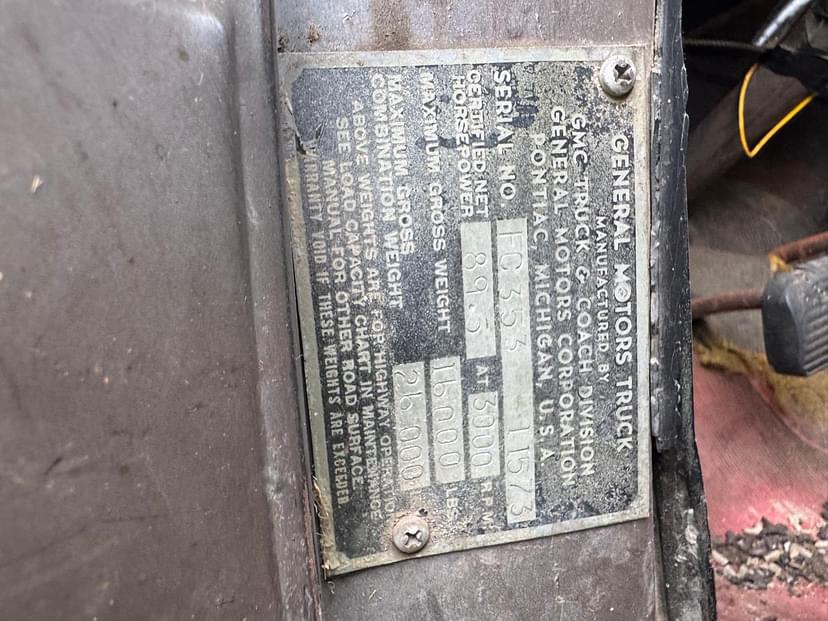 GENERAL MOTORS TRUCK
MANUFACTURED BY
GMC TRUCK & COACH DIVISION
GENERAL MOTORS CORPORATION
PONTIAC MICHIGAN, U.S.A
SERIAL NO FC 353 11573
CERTIFIED NET
HORSEPOWER 89.5 AT 3000 R.P.M.
MAXIMUM GROSS WEIGHT 16000 LBS
MAXIMUM GROSS
COMBINATION WEIGHT 26000
ABOVE WEIGHTS ARE FOR HIGHWAY OPERATION
SEE LOAD CAPACITY CHART IN MAINTENANCE
MANUAL FOR OTHER ROAD SURFACE.
WARRANTY VOID IF THESE WEIGHTS ARE EXCEEDED